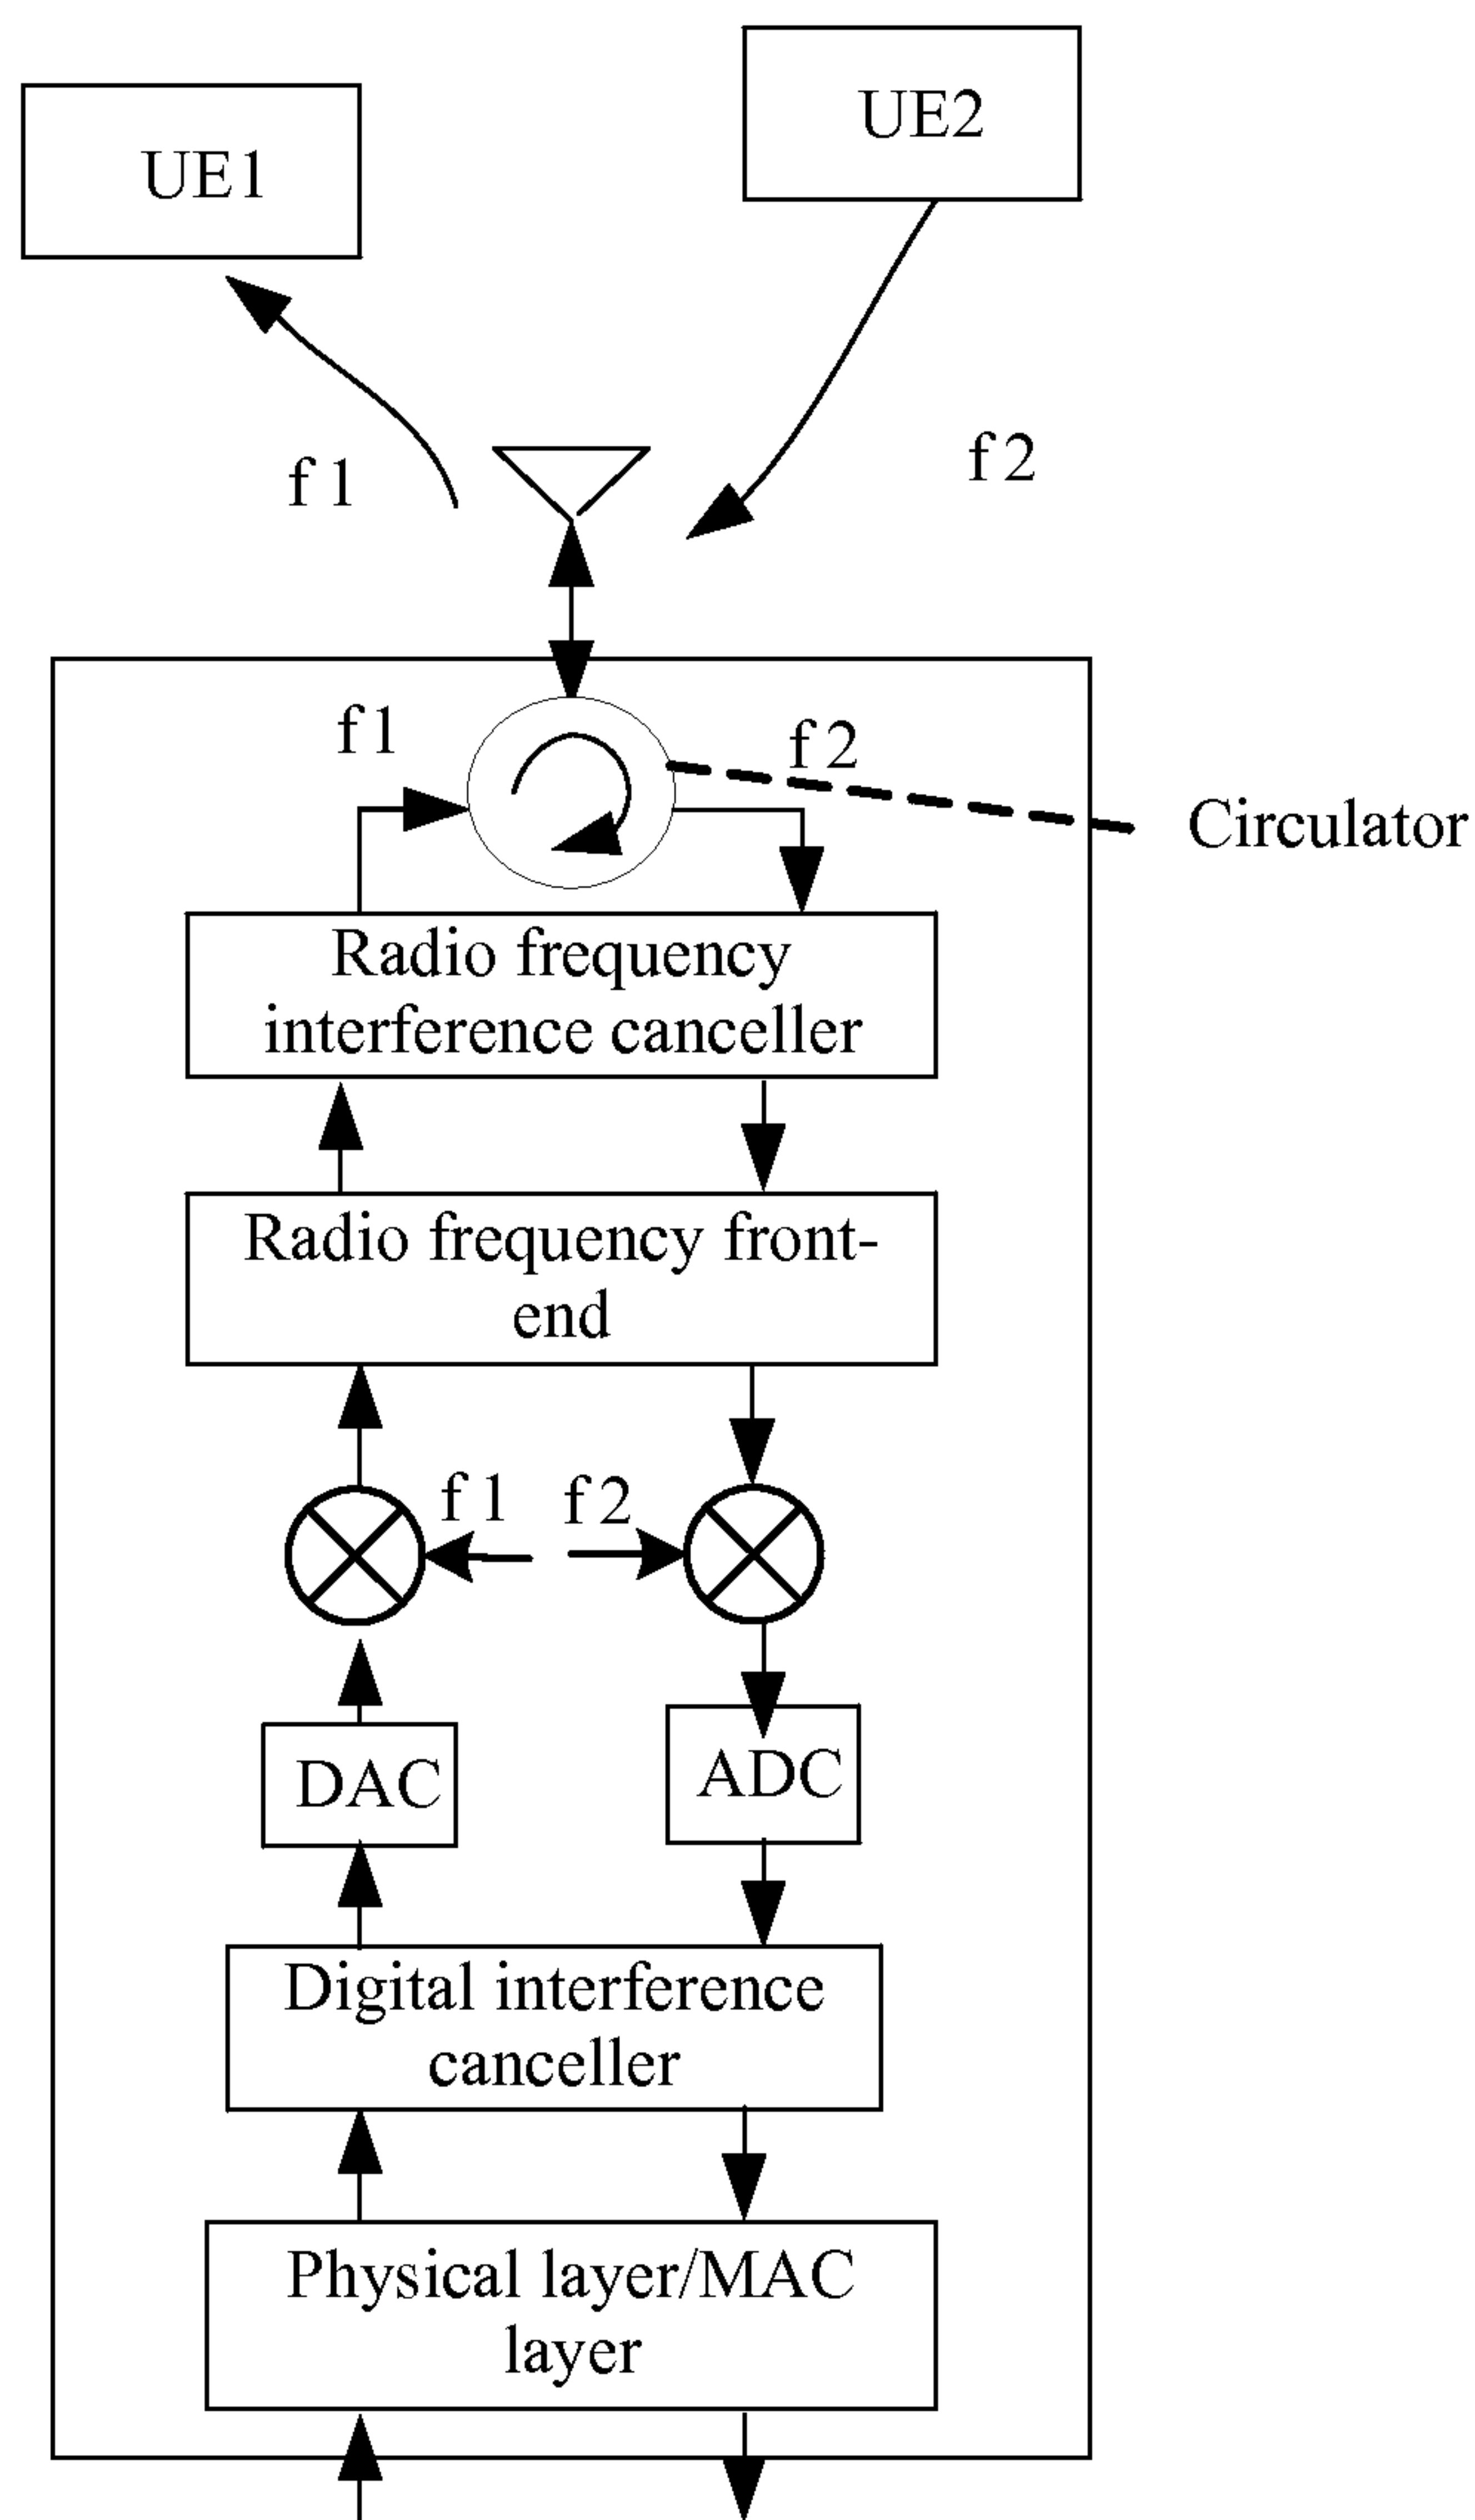 UE2
UE1
f1
f2
f1
f2
Circulator
Radio frequency
interference canceller
Radio frequency front-
end
f1
f2
DAC
ADC
Digital interference
canceller
Physical layer/MAC
layer